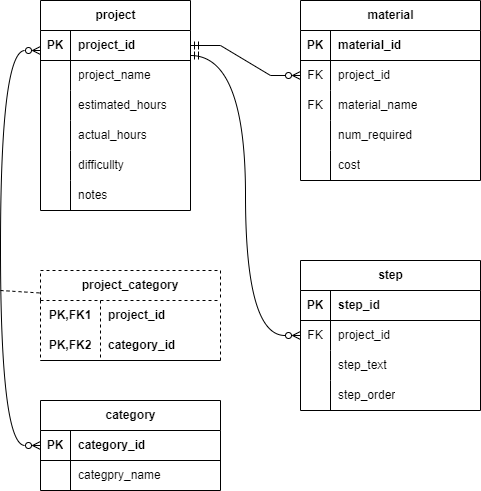 project
PK project_id
project_name
estimated_hours
actual_hours
difficullty
notes
material
PK material_id
FK project_id
FK material_name
num_required
cost
project_category
PK,FK1 project_id
PK,FK2 category_id
step
PK step_id
FK project_id
step_text
step_order
category
PK category_id
categpry_name